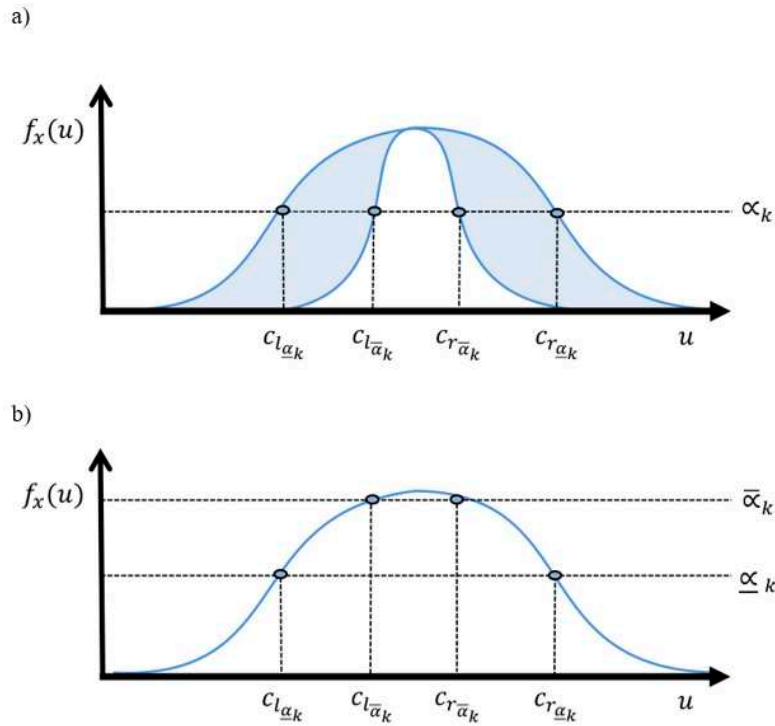 a)
f_x(u)
∝_k
c_{l_{\underline{α}_k}} c_{l_{\overline{α}_k}} c_{r_{\overline{α}_k}} c_{r_{\underline{α}_k}} u
b)
f_x(u)
\overline{∝}_k
\underline{∝}_k
c_{l_{\underline{α}_k}} c_{l_{\overline{α}_k}} c_{r_{\overline{α}_k}} c_{r_{\underline{α}_k}} u